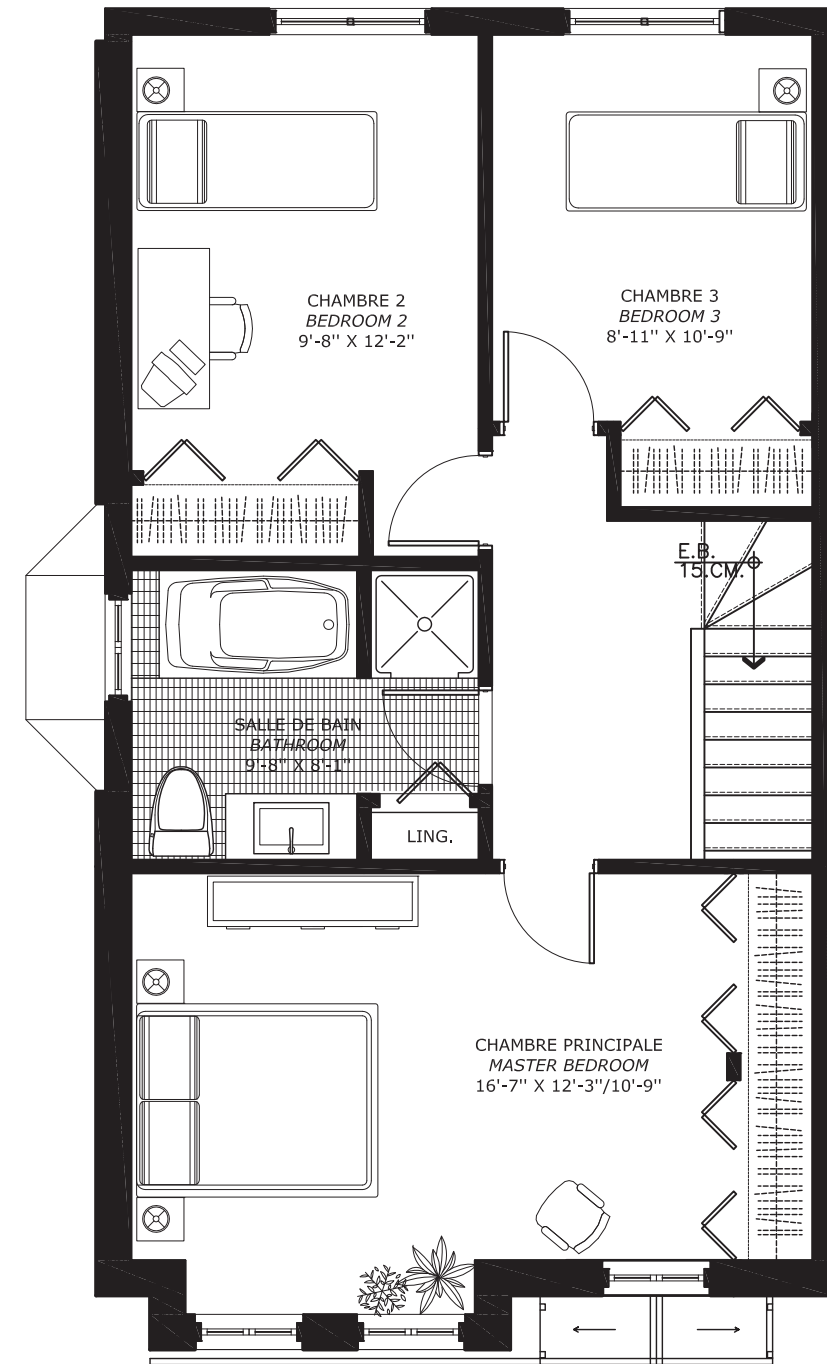 CHAMBRE 2
BEDROOM 2
9'-8'' X 12'-2''
CHAMBRE 3
BEDROOM 3
8'-11'' X 10'-9''
E.B.
15.CM.
SALLE DE BAIN
BATHROOM
9'-8'' X 8'-1''
LING.
CHAMBRE PRINCIPALE
MASTER BEDROOM
16'-7'' X 12'-3''/10'-9''